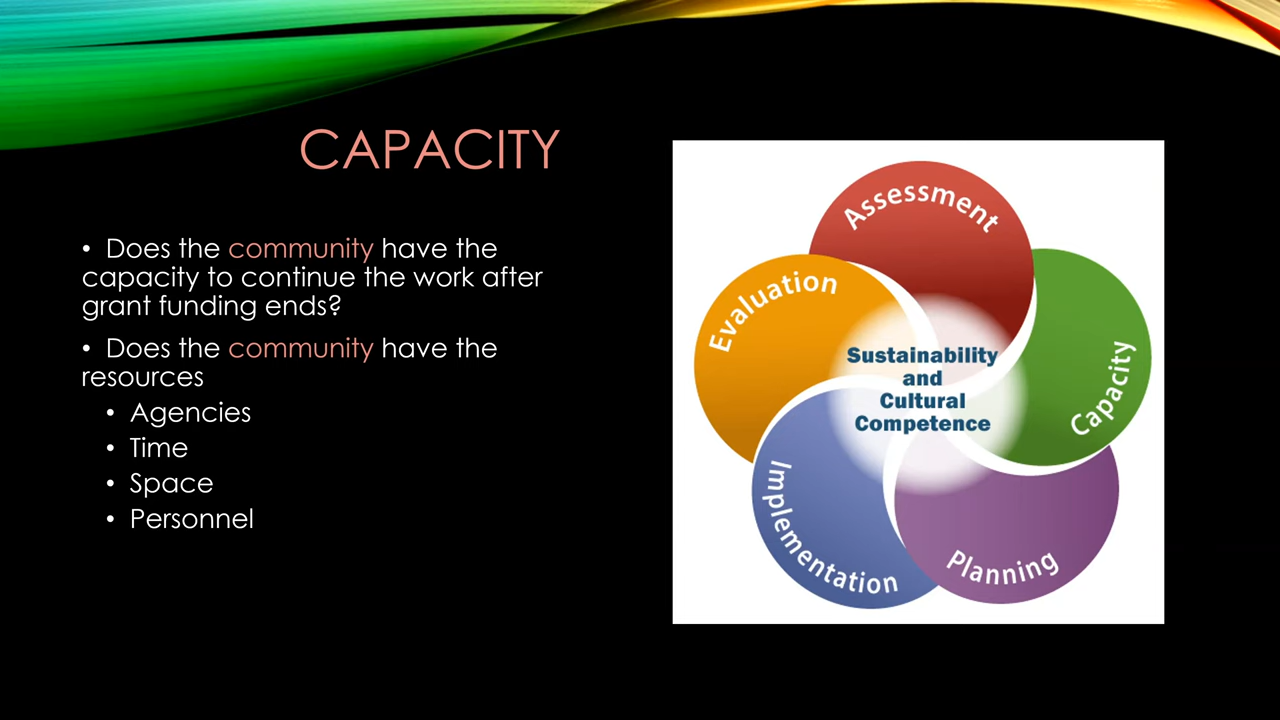 CAPACITY
• Does the community have the
capacity to continue the work after
grant funding ends?
• Does the community have the
resources
• Agencies
• Time
• Space
• Personnel
Assessment
Capacity
Planning
Implementation
Evaluation
Sustainability
and
Cultural
Competence